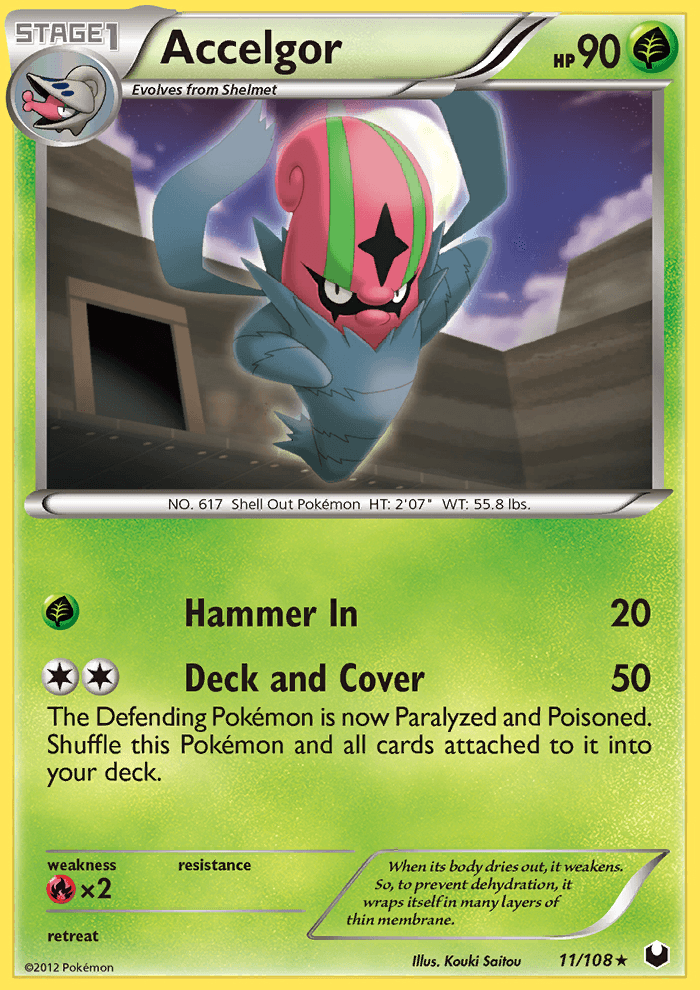 STAGE1
Accelgor
HP 90
Evolves from Shelmet
NO. 617 Shell Out Pokémon HT: 2'07" WT: 55.8 lbs.
Hammer In 20
Deck and Cover 50
The Defending Pokémon is now Paralyzed and Poisoned.
Shuffle this Pokémon and all cards attached to it into
your deck.
weakness resistance
×2
retreat
When its body dries out, it weakens.
So, to prevent dehydration, it
wraps itself in many layers of
thin membrane.
©2012 Pokémon
Illus. Kouki Saitou 11/108★